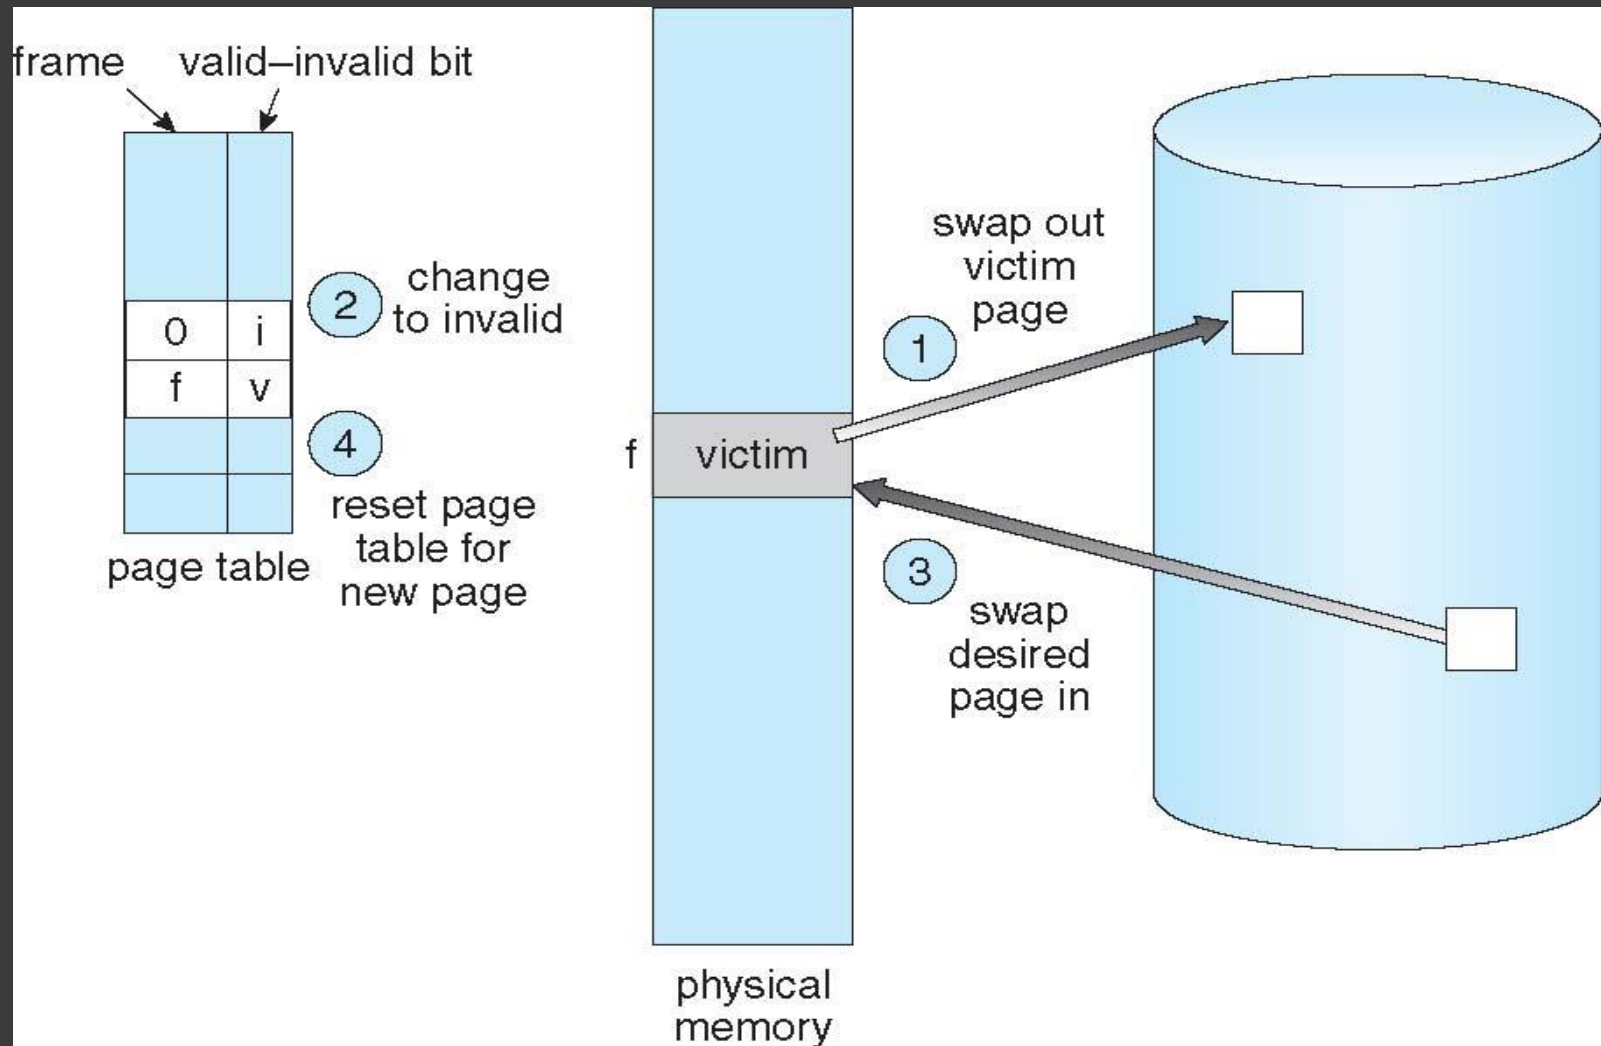 frame
valid–invalid bit
0
i
f
v
2
change
to invalid
4
reset page
table for
new page
page table
f
victim
physical
memory
1
swap out
victim
page
3
swap
desired
page in